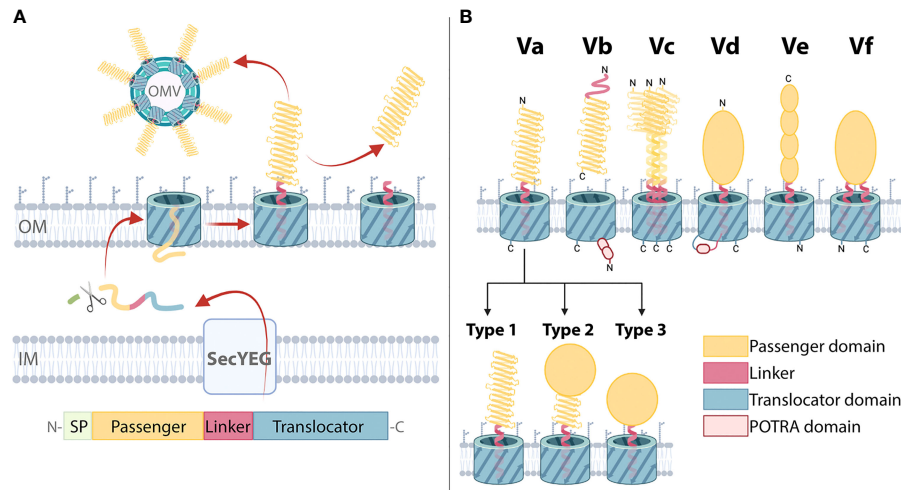 A
OMV
OM
IM
SecYEG
N- SP Passenger Linker Translocator -C
B
Va Vb Vc Vd Ve Vf
N
N
N N N
N
C
C
C
C
C C C
C
N
N
N C
Type 1 Type 2 Type 3
Passenger domain
Linker
Translocator domain
POTRA domain